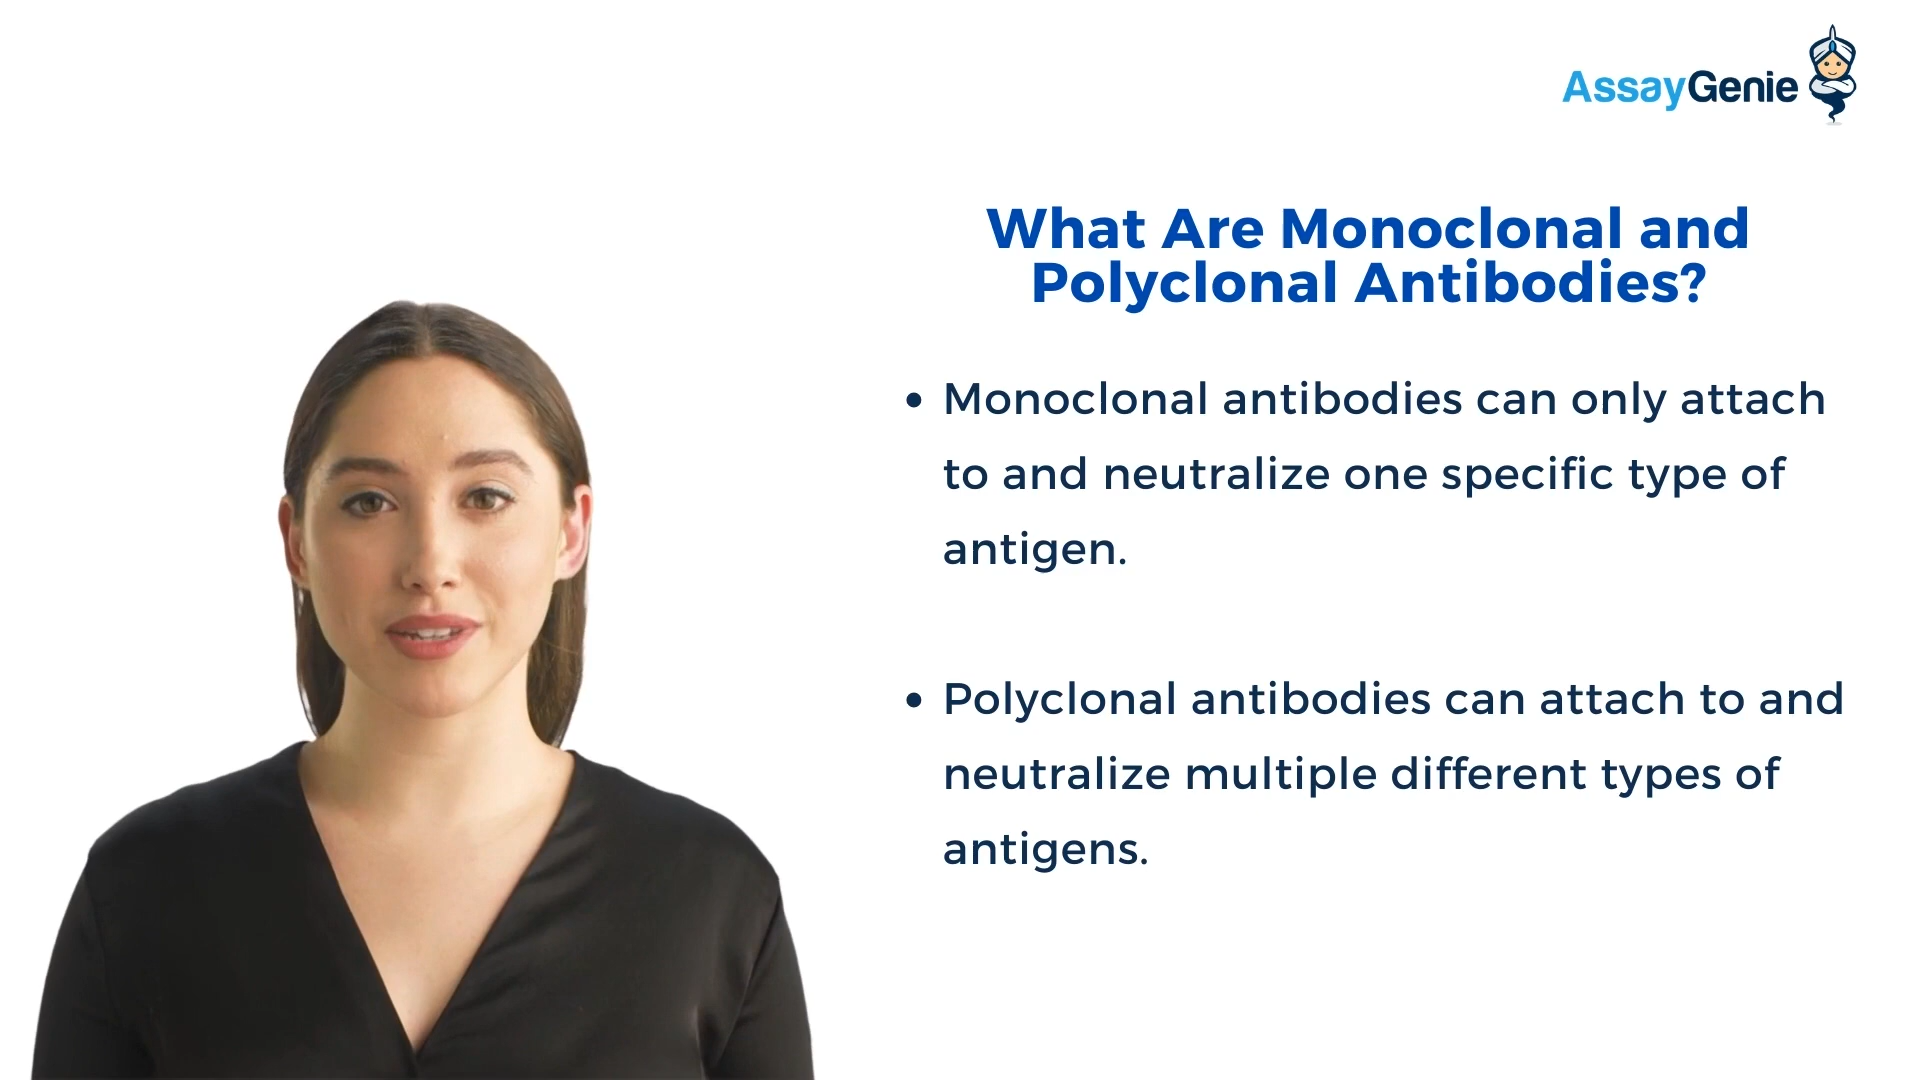 AssayGenie
What Are Monoclonal and
Polyclonal Antibodies?
• Monoclonal antibodies can only attach
to and neutralize one specific type of
antigen.
• Polyclonal antibodies can attach to and
neutralize multiple different types of
antigens.